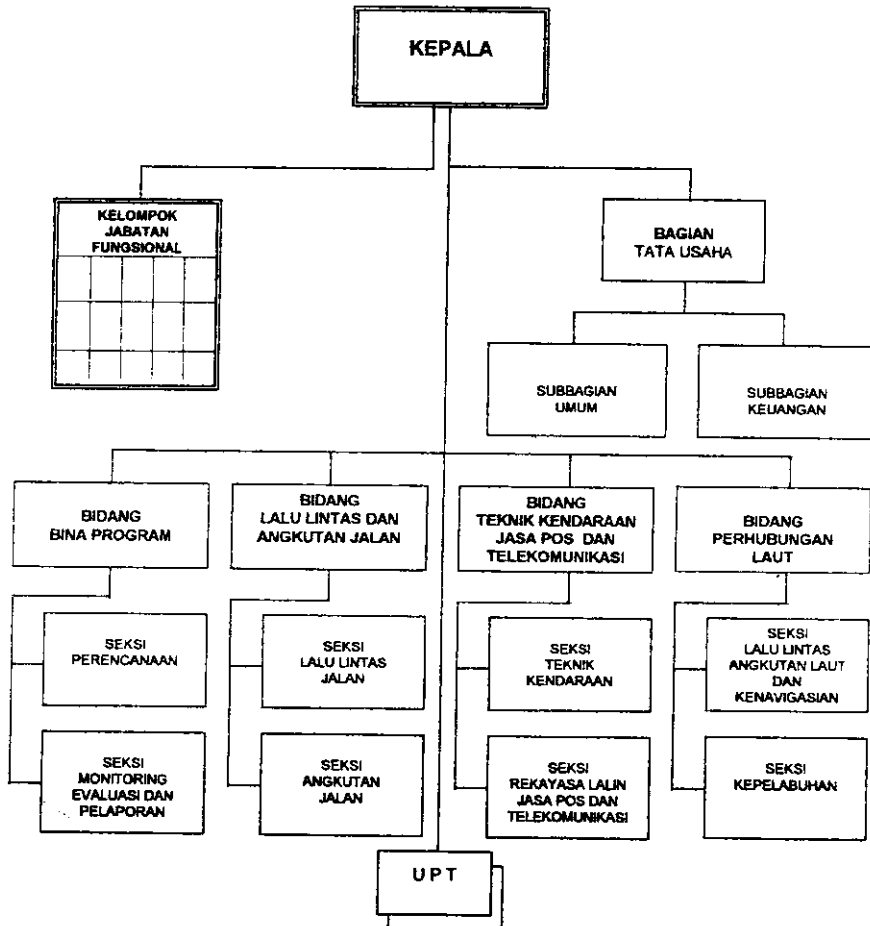 KEPALA
KELOMPOK
JABATAN
FUNGSIONAL
BAGIAN
TATA USAHA
SUBBAGIAN
UMUM
SUBBAGIAN
KEUANGAN
BIDANG
BINA PROGRAM
BIDANG
LALU LINTAS DAN
ANGKUTAN JALAN
BIDANG
TEKNIK KENDARAAN
JASA POS DAN
TELEKOMUNIKASI
BIDANG
PERHUBUNGAN
LAUT
SEKSI
PERENCANAAN
SEKSI
LALU LINTAS
JALAN
SEKSI
TEKNIK
KENDARAAN
SEKSI
LALU LINTAS
ANGKUTAN LAUT
DAN
KENAVIGASIAN
SEKSI
MONITORING
EVALUASI DAN
PELAPORAN
SEKSI
ANGKUTAN
JALAN
SEKSI
REKAYASA LALIN
JASA POS DAN
TELEKOMUNIKASI
SEKSI
KEPELABUHAN
U P T